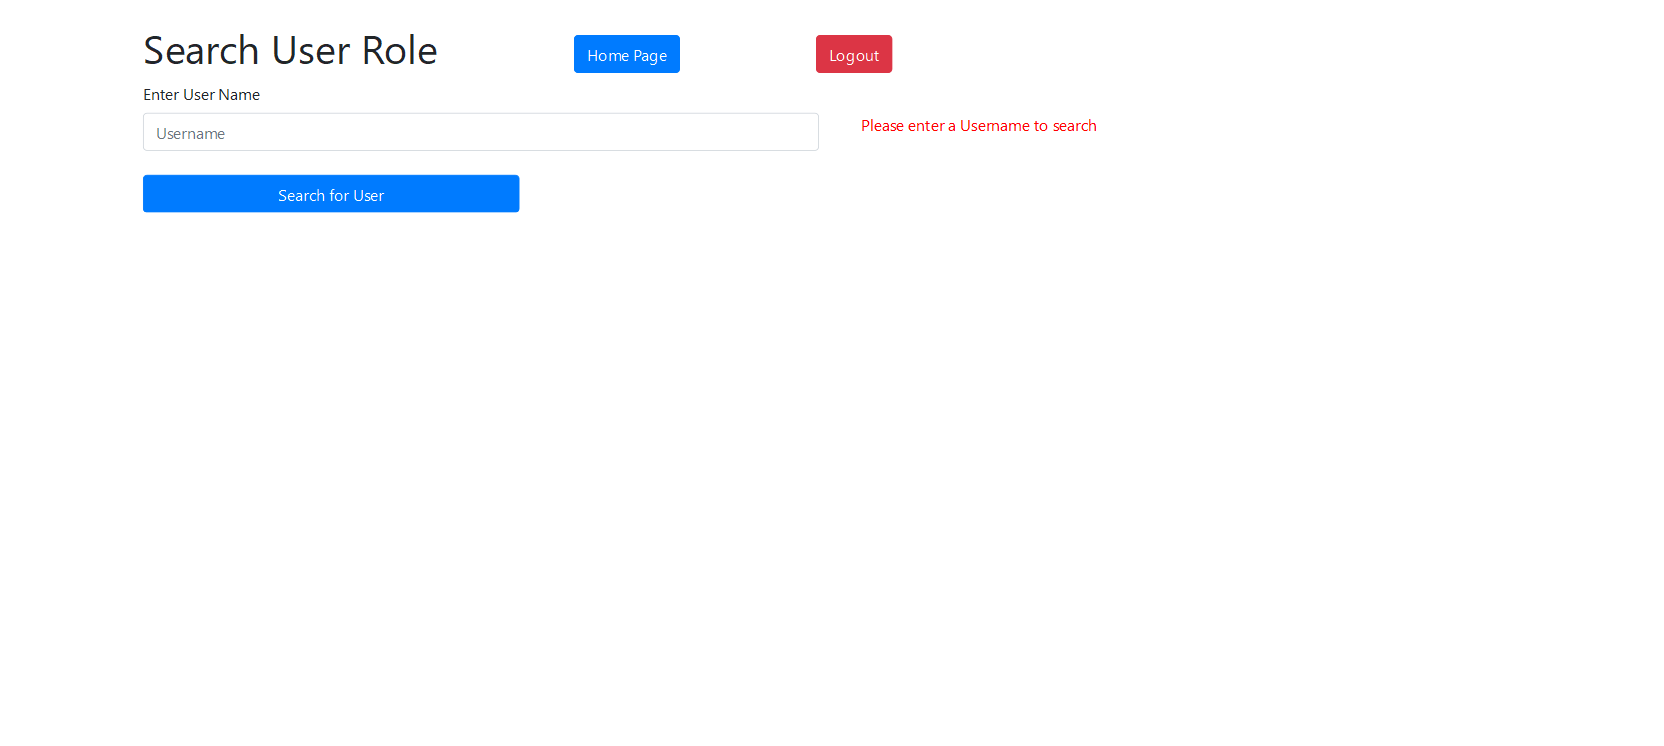 Search User Role
Home Page
Logout
Enter User Name
Username
Please enter a Username to search
Search for User